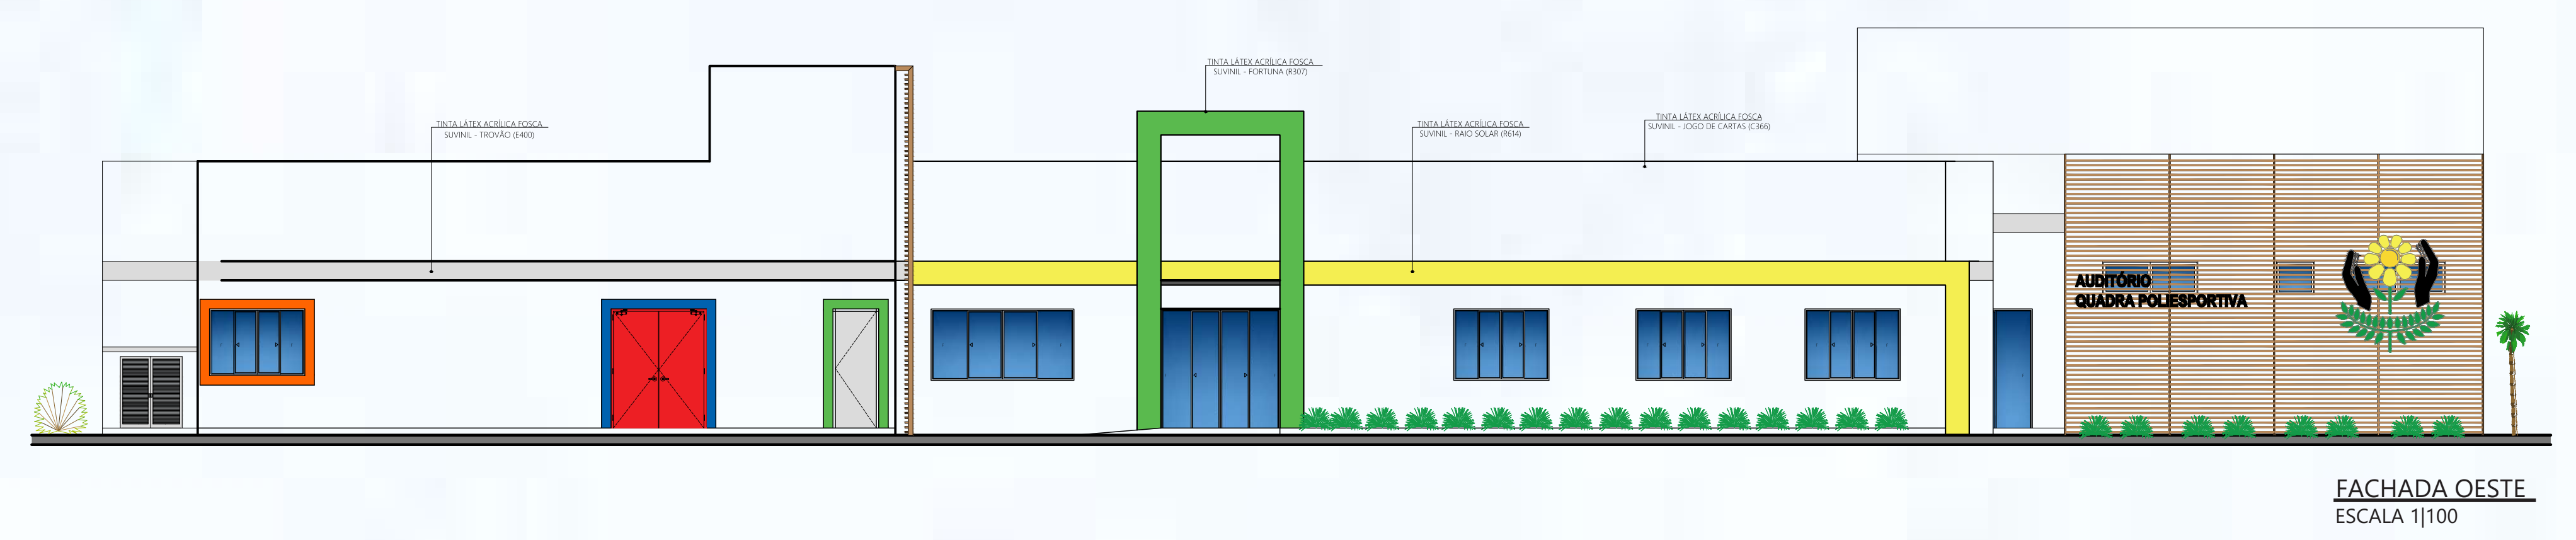 TINTA LÁTEX ACRÍLICA FOSCA
SUVINIL - TROVÃO (E400)
TINTA LÁTEX ACRÍLICA FOSCA
SUVINIL - FORTUNA (R307)
TINTA LÁTEX ACRÍLICA FOSCA
SUVINIL - RAIO SOLAR (R614)
TINTA LÁTEX ACRÍLICA FOSCA
SUVINIL - JOGO DE CARTAS (C366)
AUDITÓRIO
QUADRA POLIESPORTIVA
FACHADA OESTE
ESCALA 1|100